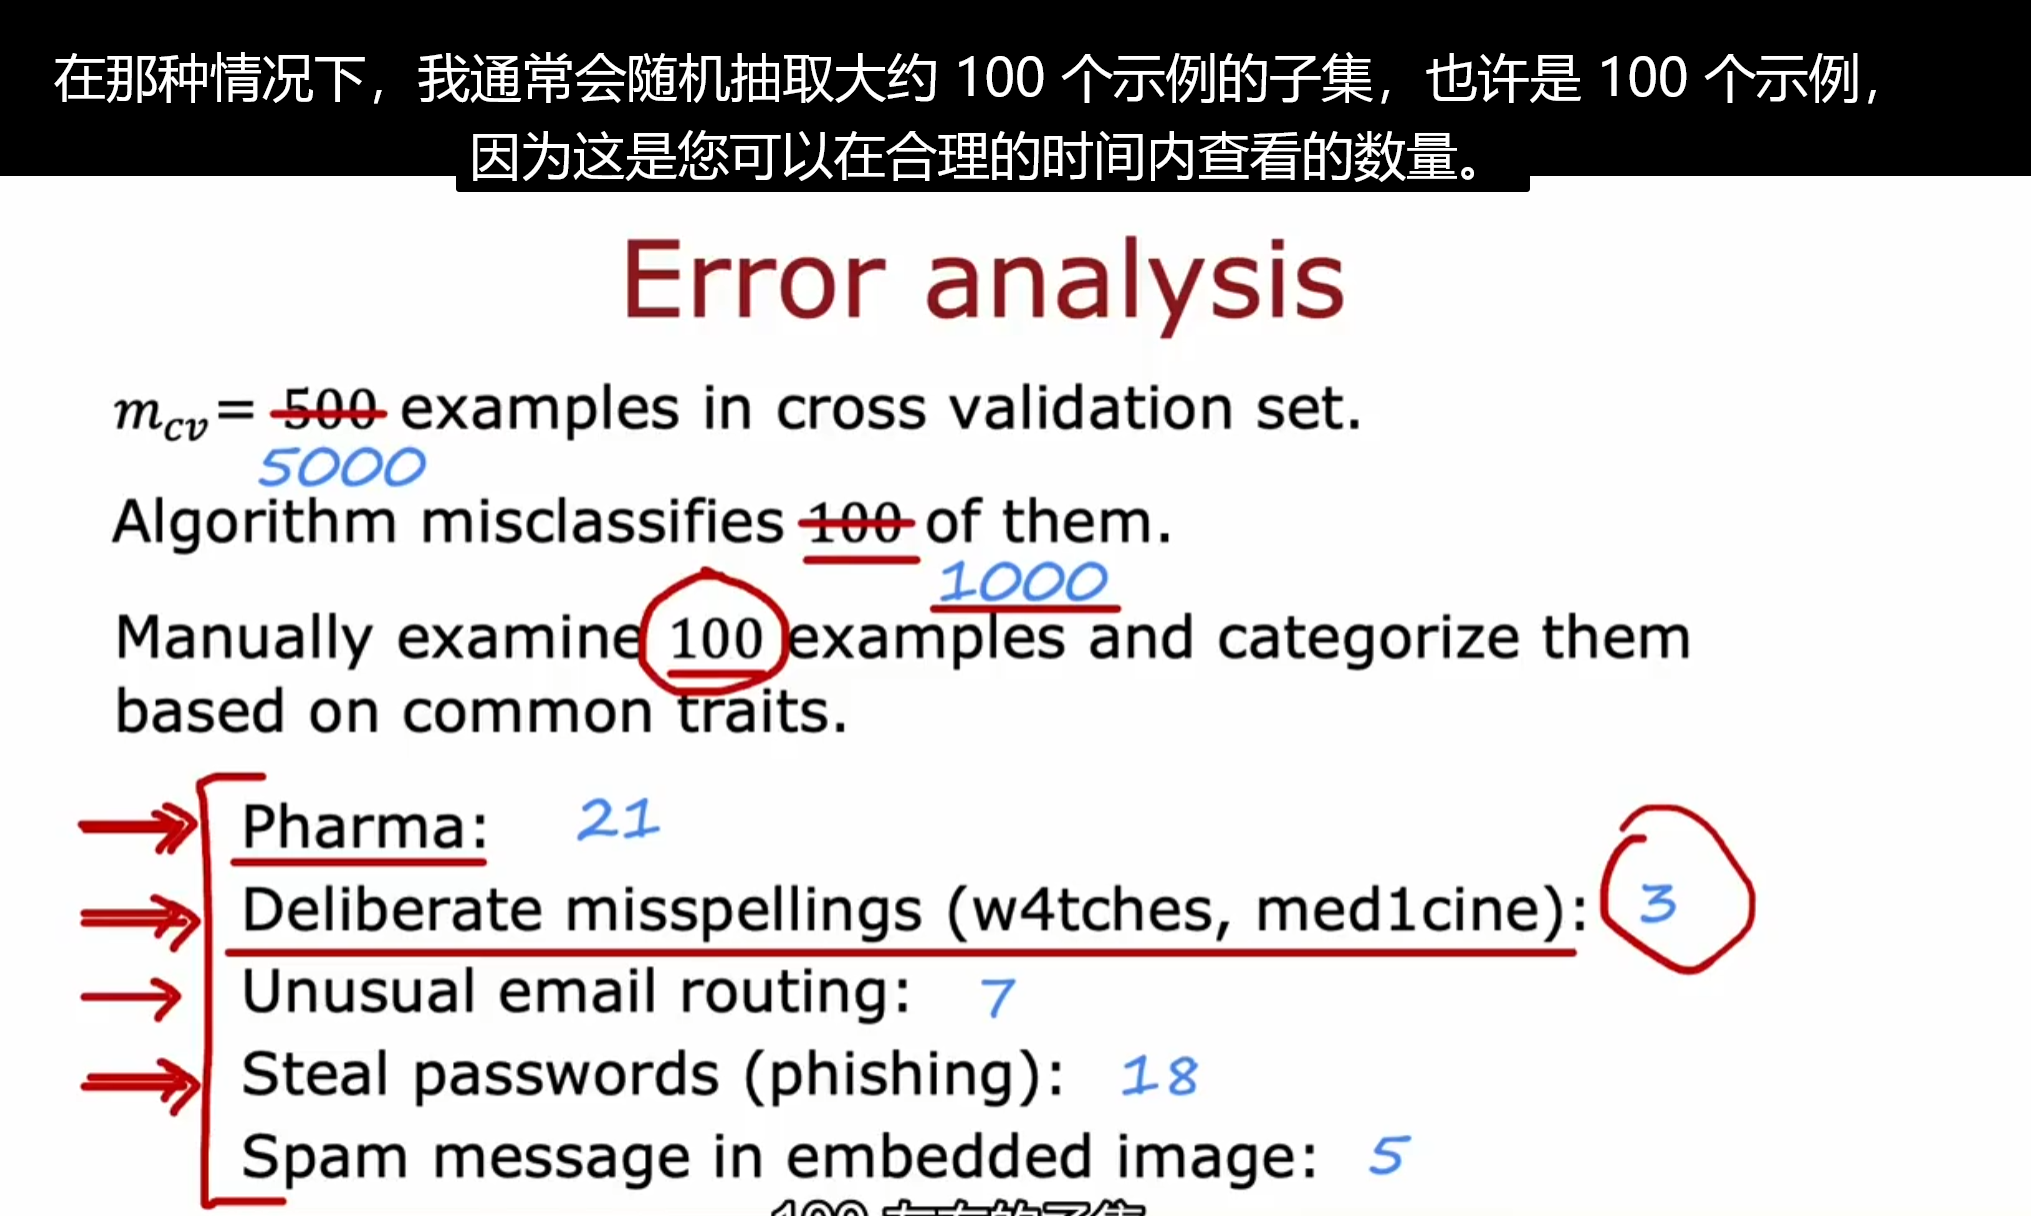 在那种情况下，我通常会随机抽取大约 100 个示例的子集，也许是 100 个示例，
因为这是您可以在合理的时间内查看的数量。
Error analysis
m_cv = 500 examples in cross validation set.
5000
Algorithm misclassifies 100 of them.
1000
Manually examine 100 examples and categorize them
based on common traits.
Pharma: 21
Deliberate misspellings (w4tches, med1cine): 3
Unusual email routing: 7
Steal passwords (phishing): 18
Spam message in embedded image: 5